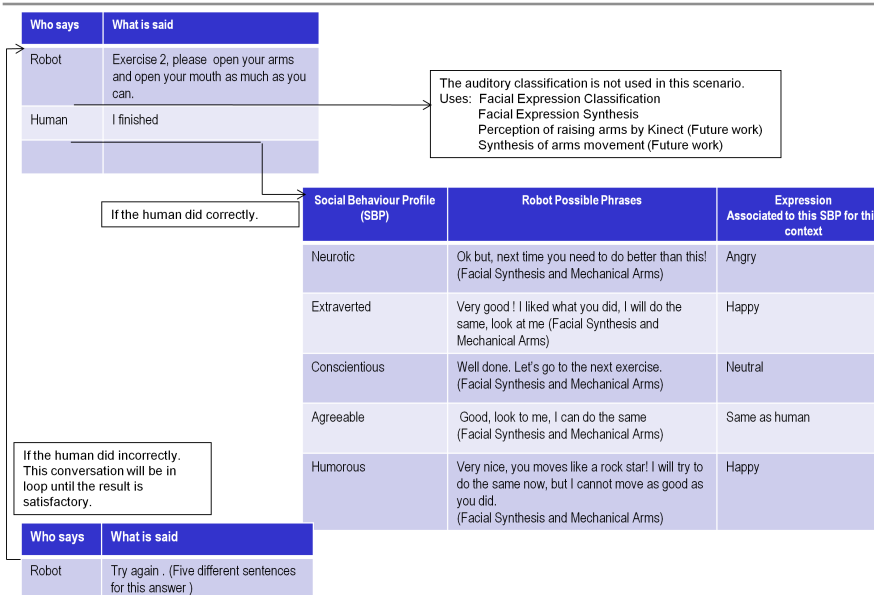 Who says What is said
Robot Exercise 2, please open your arms
and open your mouth as much as you
can.
Human I finished
The auditory classification is not used in this scenario.
Uses: Facial Expression Classification
Facial Expression Synthesis
Perception of raising arms by Kinect (Future work)
Synthesis of arms movement (Future work)
If the human did correctly.
Social Behaviour Profile
(SBP)
Robot Possible Phrases
Expression
Associated to this SBP for thi
context
Neurotic
Ok but, next time you need to do better than this!
(Facial Synthesis and Mechanical Arms)
Angry
Extraverted
Very good ! I liked what you did, I will do the
same, look at me (Facial Synthesis and
Mechanical Arms)
Happy
Conscientious
Well done. Let's go to the next exercise.
(Facial Synthesis and Mechanical Arms)
Neutral
Agreeable
Good, look to me, I can do the same
(Facial Synthesis and Mechanical Arms)
Same as human
Humorous
Very nice, you moves like a rock star! I will try to
do the same now, but I cannot move as good as
you did.
(Facial Synthesis and Mechanical Arms)
Happy
If the human did incorrectly.
This conversation will be in
loop until the result is
satisfactory.
Who says What is said
Robot Try again . (Five different sentences
for this answer )